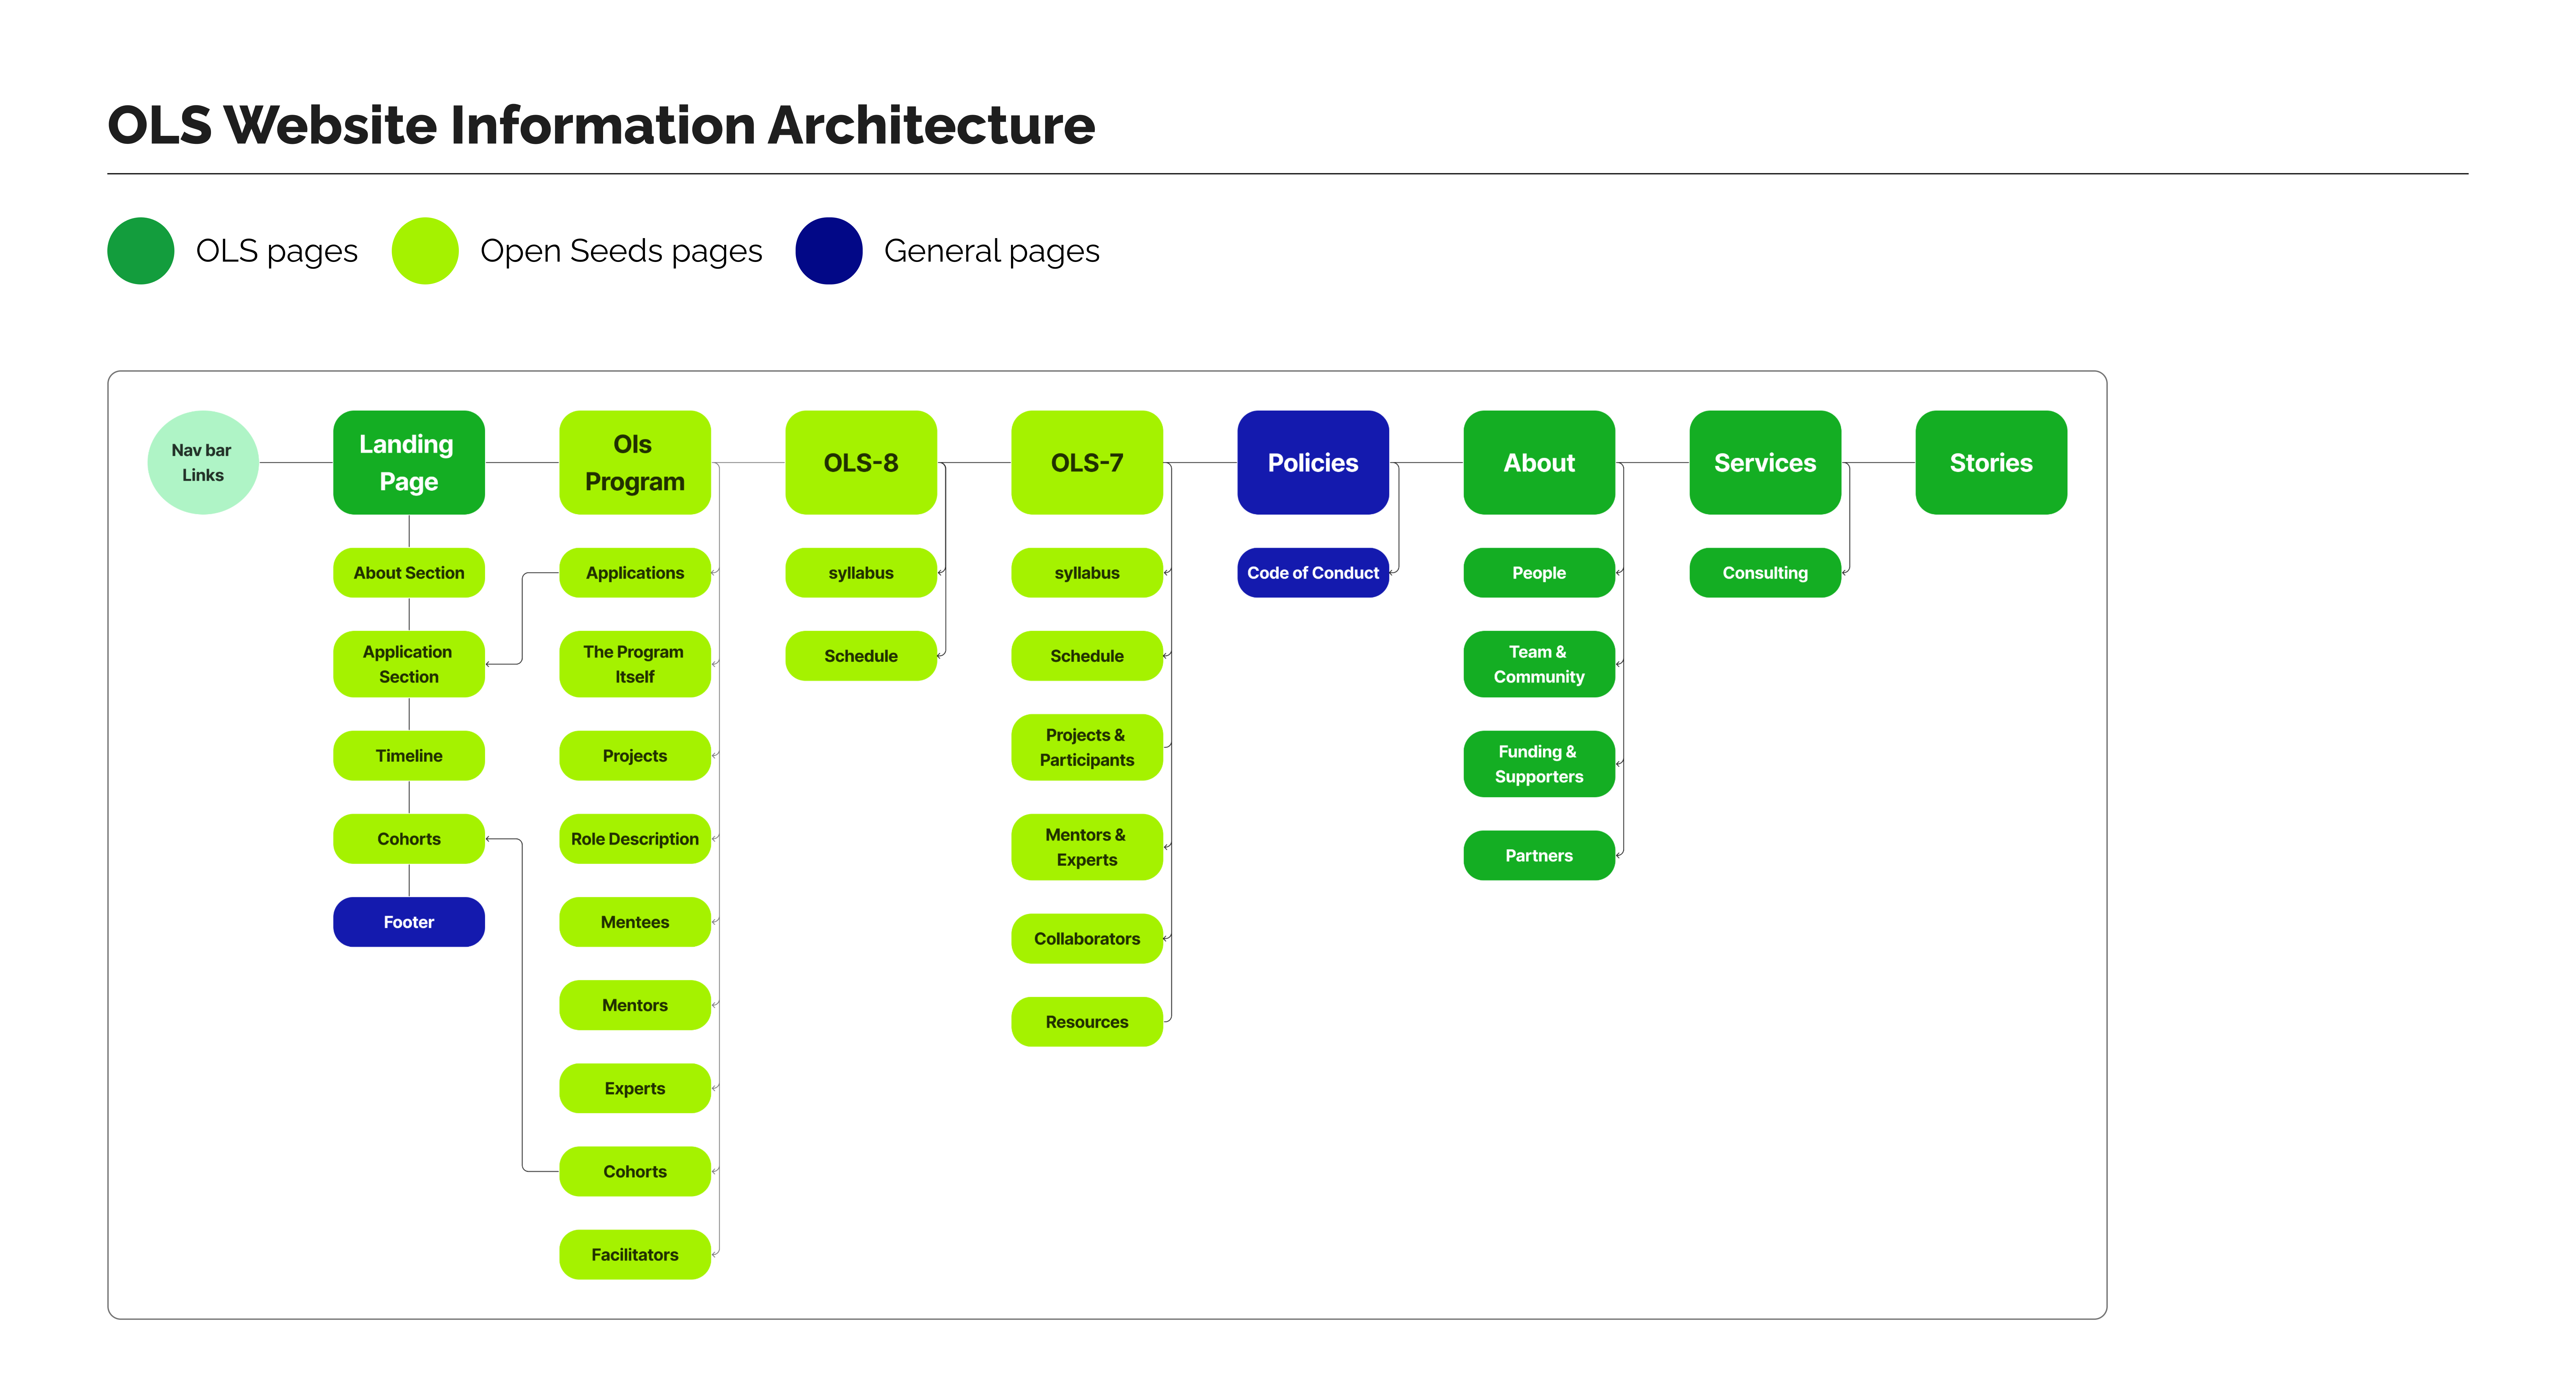 OLS Website Information Architecture
OLS pages
Open Seeds pages
General pages
Nav bar
Links
Landing
Page
About Section
Application
Section
Timeline
Cohorts
Footer
Ols
Program
Applications
The Program
Itself
Projects
Role Description
Mentees
Mentors
Experts
Cohorts
Facilitators
OLS-8
syllabus
Schedule
OLS-7
syllabus
Schedule
Projects &
Participants
Mentors &
Experts
Collaborators
Resources
Policies
Code of Conduct
About
People
Team &
Community
Funding &
Supporters
Partners
Services
Consulting
Stories